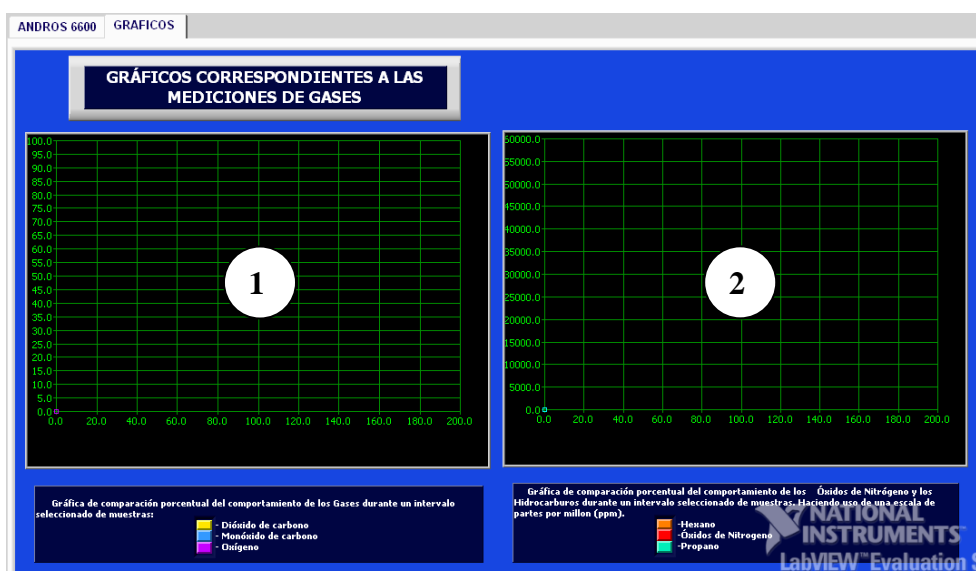 ANDROS 6600 GRAFICOS
GRÁFICOS CORRESPONDIENTES A LAS
MEDICIONES DE GASES
100.0
95.0
90.0
85.0
80.0
75.0
70.0
65.0
60.0
55.0
50.0
45.0
40.0
35.0
30.0
25.0
20.0
15.0
10.0
5.0
0.0
0.0 20.0 40.0 60.0 80.0 100.0 120.0 140.0 160.0 180.0 200.0
1
60000.0
55000.0
50000.0
45000.0
40000.0
35000.0
30000.0
25000.0
20000.0
15000.0
10000.0
5000.0
0.0
0.0 20.0 40.0 60.0 80.0 100.0 120.0 140.0 160.0 180.0 200.0
2
Gráfica de comparación porcentual del comportamiento de los Gases durante un intervalo
seleccionado de muestras:
- Dióxido de carbono
- Monóxido de carbono
- Oxígeno
Gráfica de comparación porcentual del comportamiento de los Óxidos de Nitrógeno y los
Hidrocarburos durante un intervalo seleccionado de muestras. Haciendo uso de una escala de
partes por millon (ppm).
-Hexano
-Óxidos de Nitrogeno
-Propano
NATIONAL
INSTRUMENTS
LabVIEW™ Evaluation S